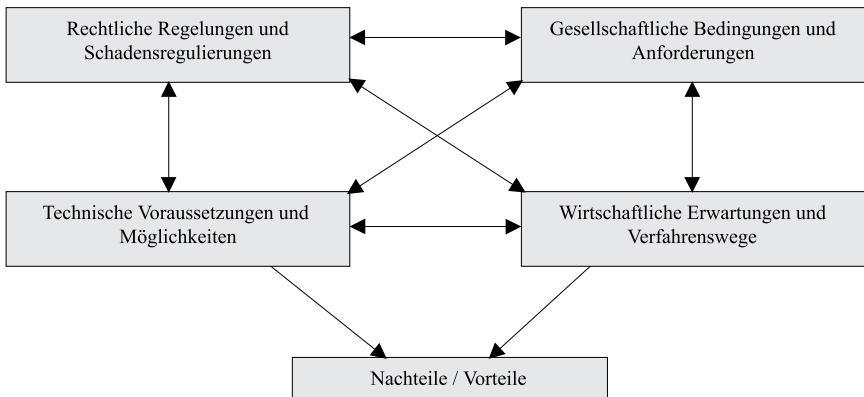 Rechtliche Regelungen und
Schadensregulierungen
Gesellschaftliche Bedingungen und
Anforderungen
Technische Voraussetzungen und
Möglichkeiten
Wirtschaftliche Erwartungen und
Verfahrenswege
Nachteile / Vorteile